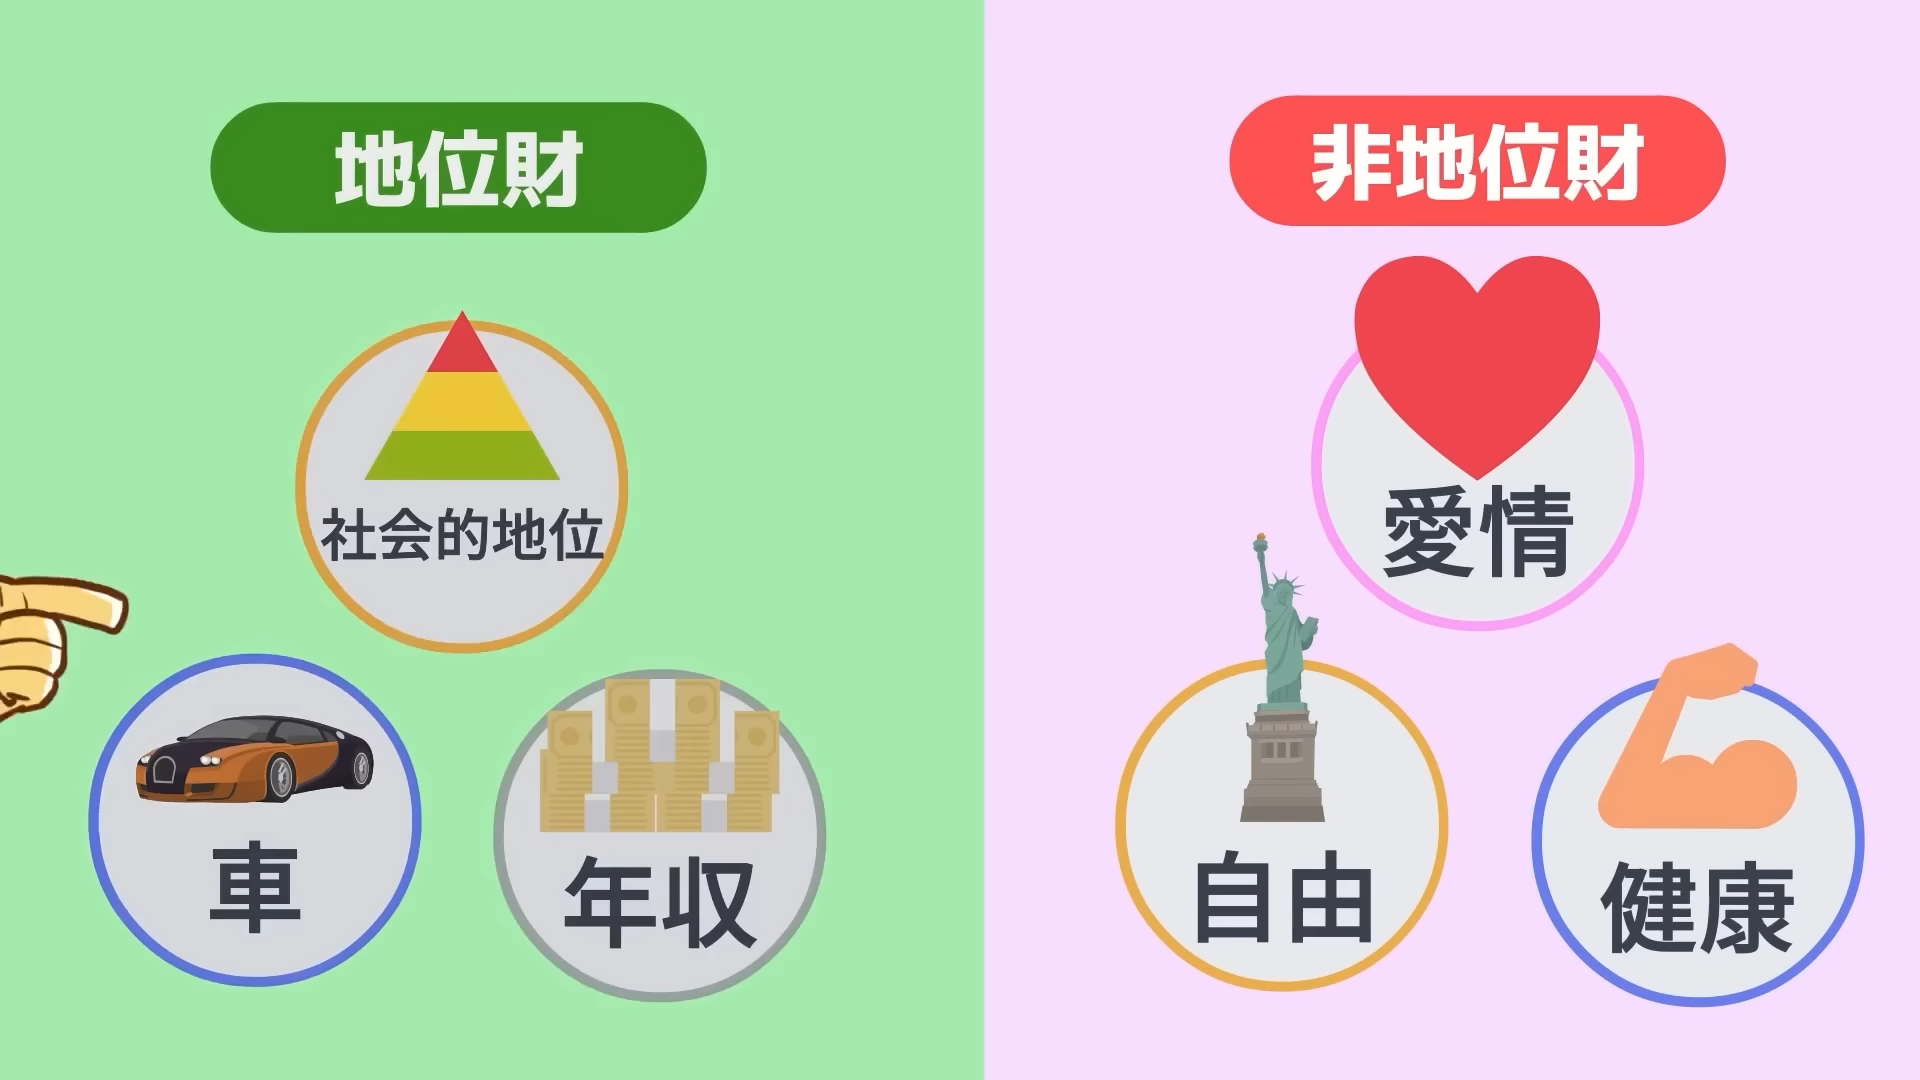 地位財
社会的地位
車
年収
非地位財
愛情
自由
健康